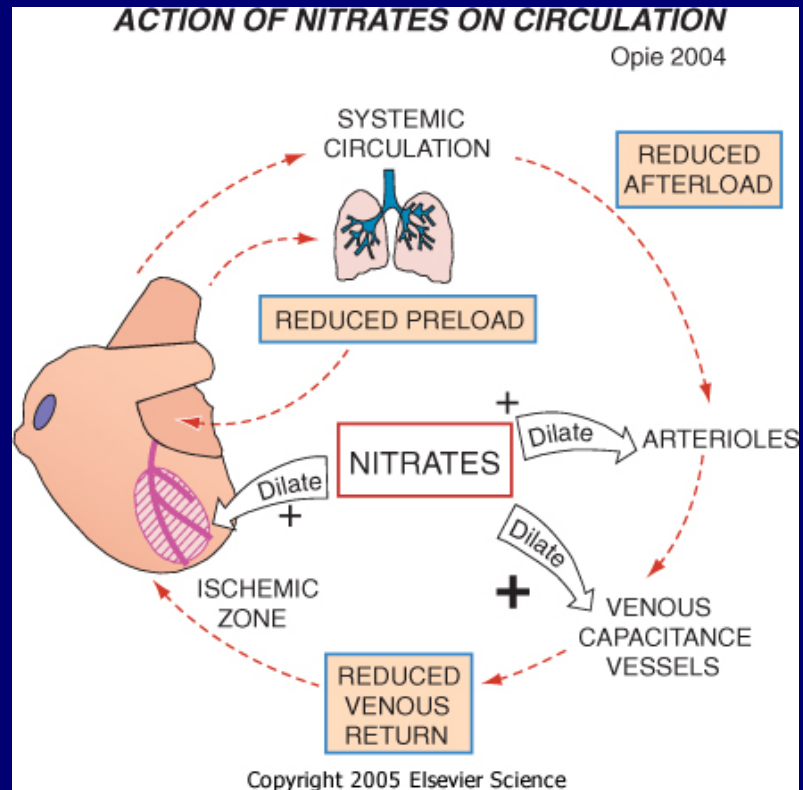 ACTION OF NITRATES ON CIRCULATION
Opie 2004
SYSTEMIC
CIRCULATION
REDUCED
AFTERLOAD
REDUCED PRELOAD
+
Dilate
ARTERIOLES
NITRATES
Dilate
+
Dilate
+
ISCHEMIC
ZONE
VENOUS
CAPACITANCE
VESSELS
REDUCED
VENOUS
RETURN
Copyright 2005 Elsevier Science